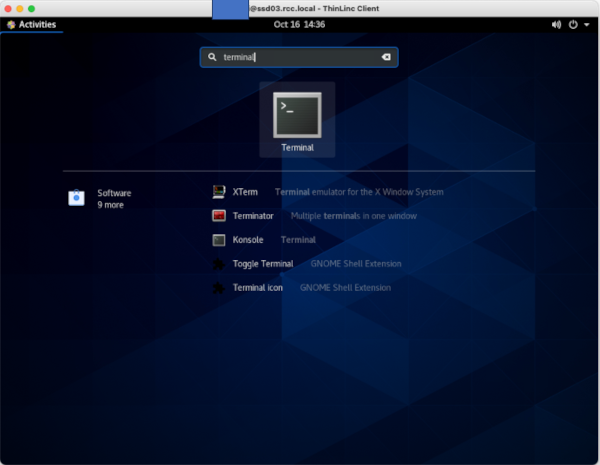 @ssd03.rcc.local - ThinLinc Client
Activities
Oct 16 14:36
terminal
>_
Terminal
Software
9 more
XTerm Terminal emulator for the X Window System
Terminator Multiple terminals in one window
Konsole Terminal
Toggle Terminal GNOME Shell Extension
Terminal icon GNOME Shell Extension